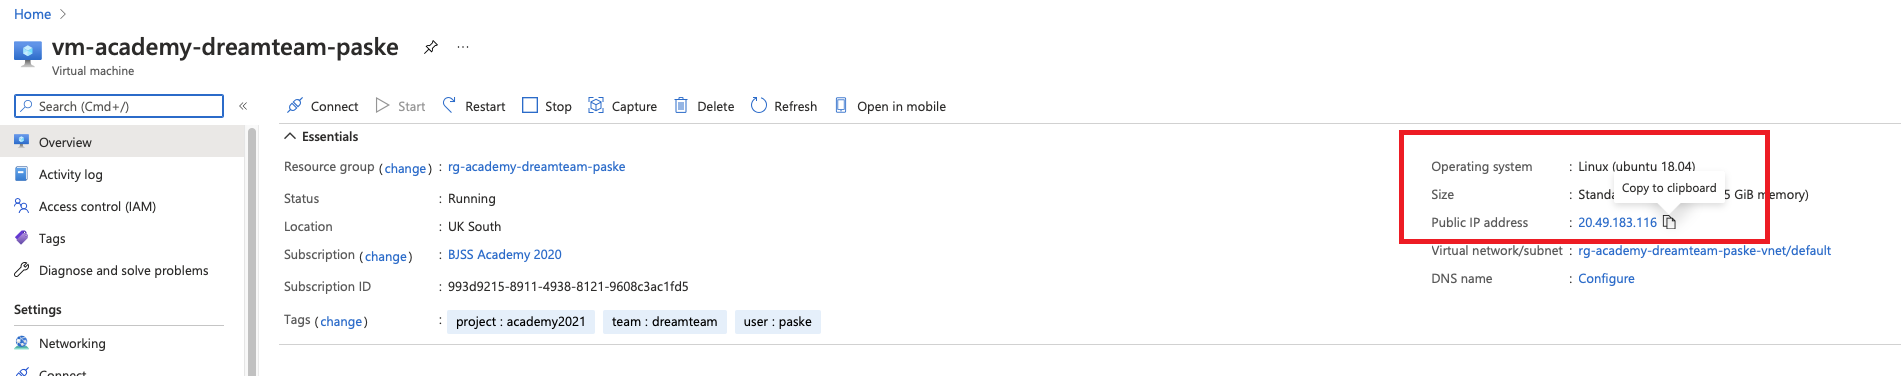 Home
vm-academy-dreamteam-paske
Virtual machine
Search (Cmd+/)
Overview
Activity log
Access control (IAM)
Tags
Diagnose and solve problems
Settings
Networking
Connect
Connect Start Restart Stop Capture Delete Refresh Open in mobile
Essentials
Resource group (change) : rg-academy-dreamteam-paske
Status : Running
Location : UK South
Subscription (change) : BJSS Academy 2020
Subscription ID : 993d9215-8911-4938-8121-9608c3ac1fd5
Tags (change) : project : academy2021 team : dreamteam user : paske
Operating system : Linux (ubuntu 18.04)
Copy to clipboard
Size : GiB memory)
Public IP address : 20.49.183.116
Virtual network/subnet : rg-academy-dreamteam-paske-vnet/default
DNS name : Configure